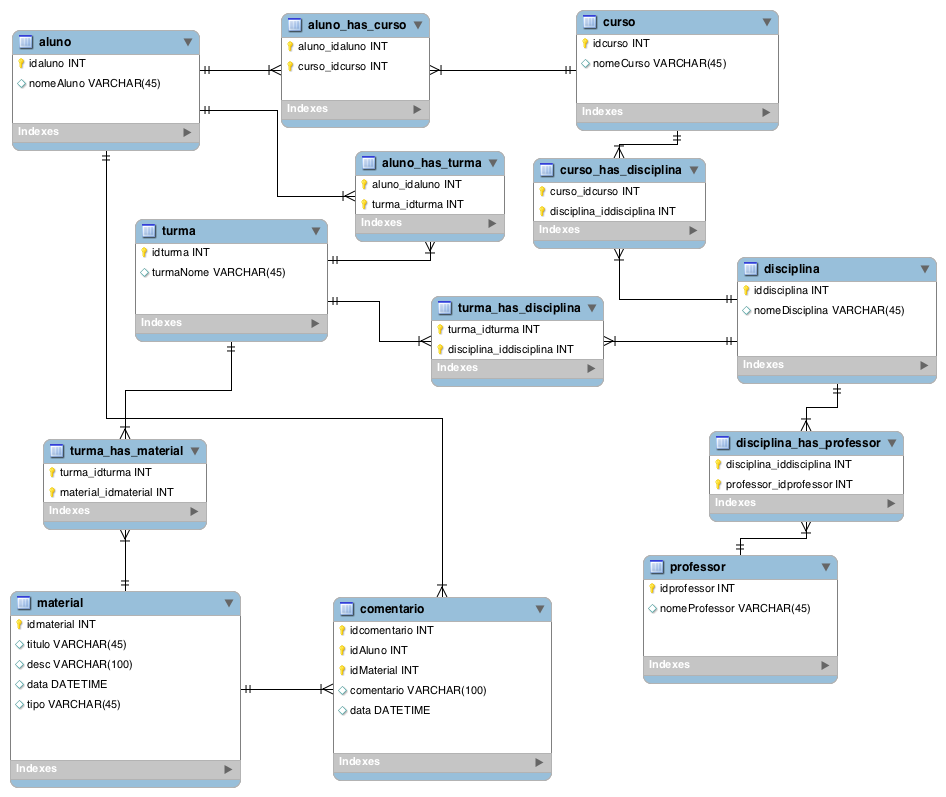 aluno
idaluno INT
nomeAluno VARCHAR(45)
Indexes
aluno_has_curso
aluno_idaluno INT
curso_idcurso INT
Indexes
curso
idcurso INT
nomeCurso VARCHAR(45)
Indexes
aluno_has_turma
aluno_idaluno INT
turma_idturma INT
Indexes
curso_has_disciplina
curso_idcurso INT
disciplina_iddisciplina INT
Indexes
turma
idturma INT
turmaNome VARCHAR(45)
Indexes
turma_has_disciplina
turma_idturma INT
disciplina_iddisciplina INT
Indexes
disciplina
iddisciplina INT
nomeDisciplina VARCHAR(45)
Indexes
turma_has_material
turma_idturma INT
material_idmaterial INT
Indexes
disciplina_has_professor
disciplina_iddisciplina INT
professor_idprofessor INT
Indexes
professor
idprofessor INT
nomeProfessor VARCHAR(45)
Indexes
material
idmaterial INT
titulo VARCHAR(45)
desc VARCHAR(100)
data DATETIME
tipo VARCHAR(45)
Indexes
comentario
idcomentario INT
idAluno INT
idMaterial INT
comentario VARCHAR(100)
data DATETIME
Indexes